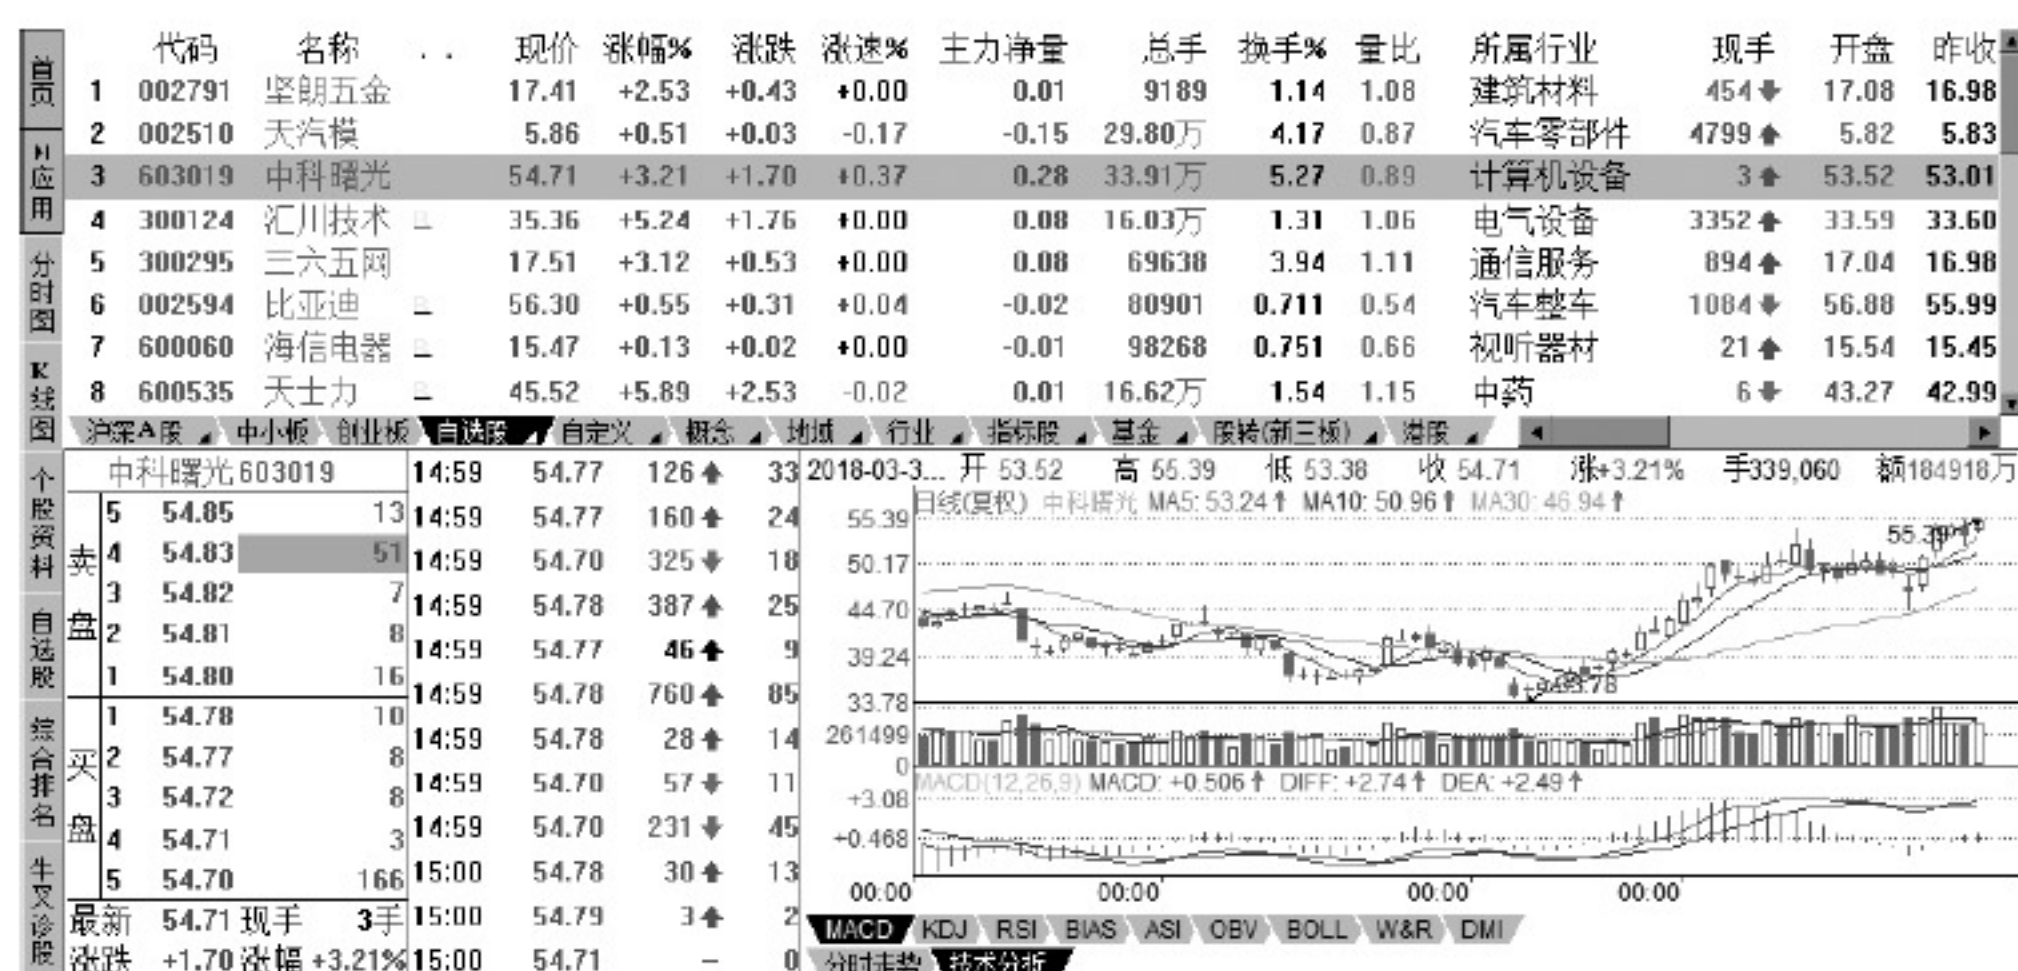 代码 名称 . . 现价 涨幅% 涨跌 涨速% 主力净量 总手 换手% 量比 所属行业 现手 开盘 昨收
1 002791 坚朗五金 17.41 +2.53 +0.43 +0.00 0.01 9189 1.14 1.08 建筑材料 454 17.08 16.98
2 002510 天汽模 5.86 +0.51 +0.03 -0.17 -0.15 29.80万 4.17 0.87 汽车零部件 4799 5.82 5.83
3 603019 中科曙光 54.71 +3.21 +1.70 +0.37 0.28 33.91万 5.27 0.89 计算机设备 3 53.52 53.01
4 300124 汇川技术 35.36 +5.24 +1.76 +0.00 0.08 16.03万 1.31 1.06 电气设备 3352 33.59 33.60
5 300295 三六五网 17.51 +3.12 +0.53 +0.00 0.08 69638 3.94 1.11 通信服务 894 17.04 16.98
6 002594 比亚迪 56.30 +0.55 +0.31 +0.04 -0.02 80901 0.711 0.54 汽车整车 1084 56.88 55.99
7 600060 海信电器 15.47 +0.13 +0.02 +0.00 -0.01 98268 0.751 0.66 视听器材 21 15.54 15.45
8 600535 天士力 45.52 +5.89 +2.53 -0.02 0.01 16.62万 1.54 1.15 中药 6 43.27 42.99
沪深A股 中小板 创业板 自选股 自定义 概念 地域 行业 指标股 基金 股转(新三板) 港股
首页
应用
分时图
K线图
个股资料
自选股
综合排名
牛叉诊股
中科曙光 603019
卖盘
5 54.85 13
4 54.83 51
3 54.82 7
2 54.81 8
1 54.80 16
买盘
1 54.78 10
2 54.77 8
3 54.72 8
4 54.71 3
5 54.70 166
最新 54.71 现手 3手
涨跌 +1.70 涨幅 +3.21%
14:59 54.77 126 33
14:59 54.77 160 24
14:59 54.70 325 18
14:59 54.78 387 25
14:59 54.77 46 9
14:59 54.78 760 85
14:59 54.78 28 14
14:59 54.70 57 11
14:59 54.70 231 45
15:00 54.78 30 13
15:00 54.79 3 2
15:00 54.71 – 0
2018-03-3... 开 53.52 高 55.39 低 53.38 收 54.71 涨+3.21% 手339,060 额184918万
日线(复权) 中科曙光 MA5: 53.24 MA10: 50.96 MA30: 46.94
55.39
55.39
50.17
44.70
39.24
33.78
261499
0
MACD(12,26,9) MACD: +0.506 DIFF: +2.74 DEA: +2.49
+3.08
+0.468
00:00 00:00 00:00 00:00
MACD KDJ RSI BIAS ASI OBV BOLL W&R DMI
分时走势 技术分析